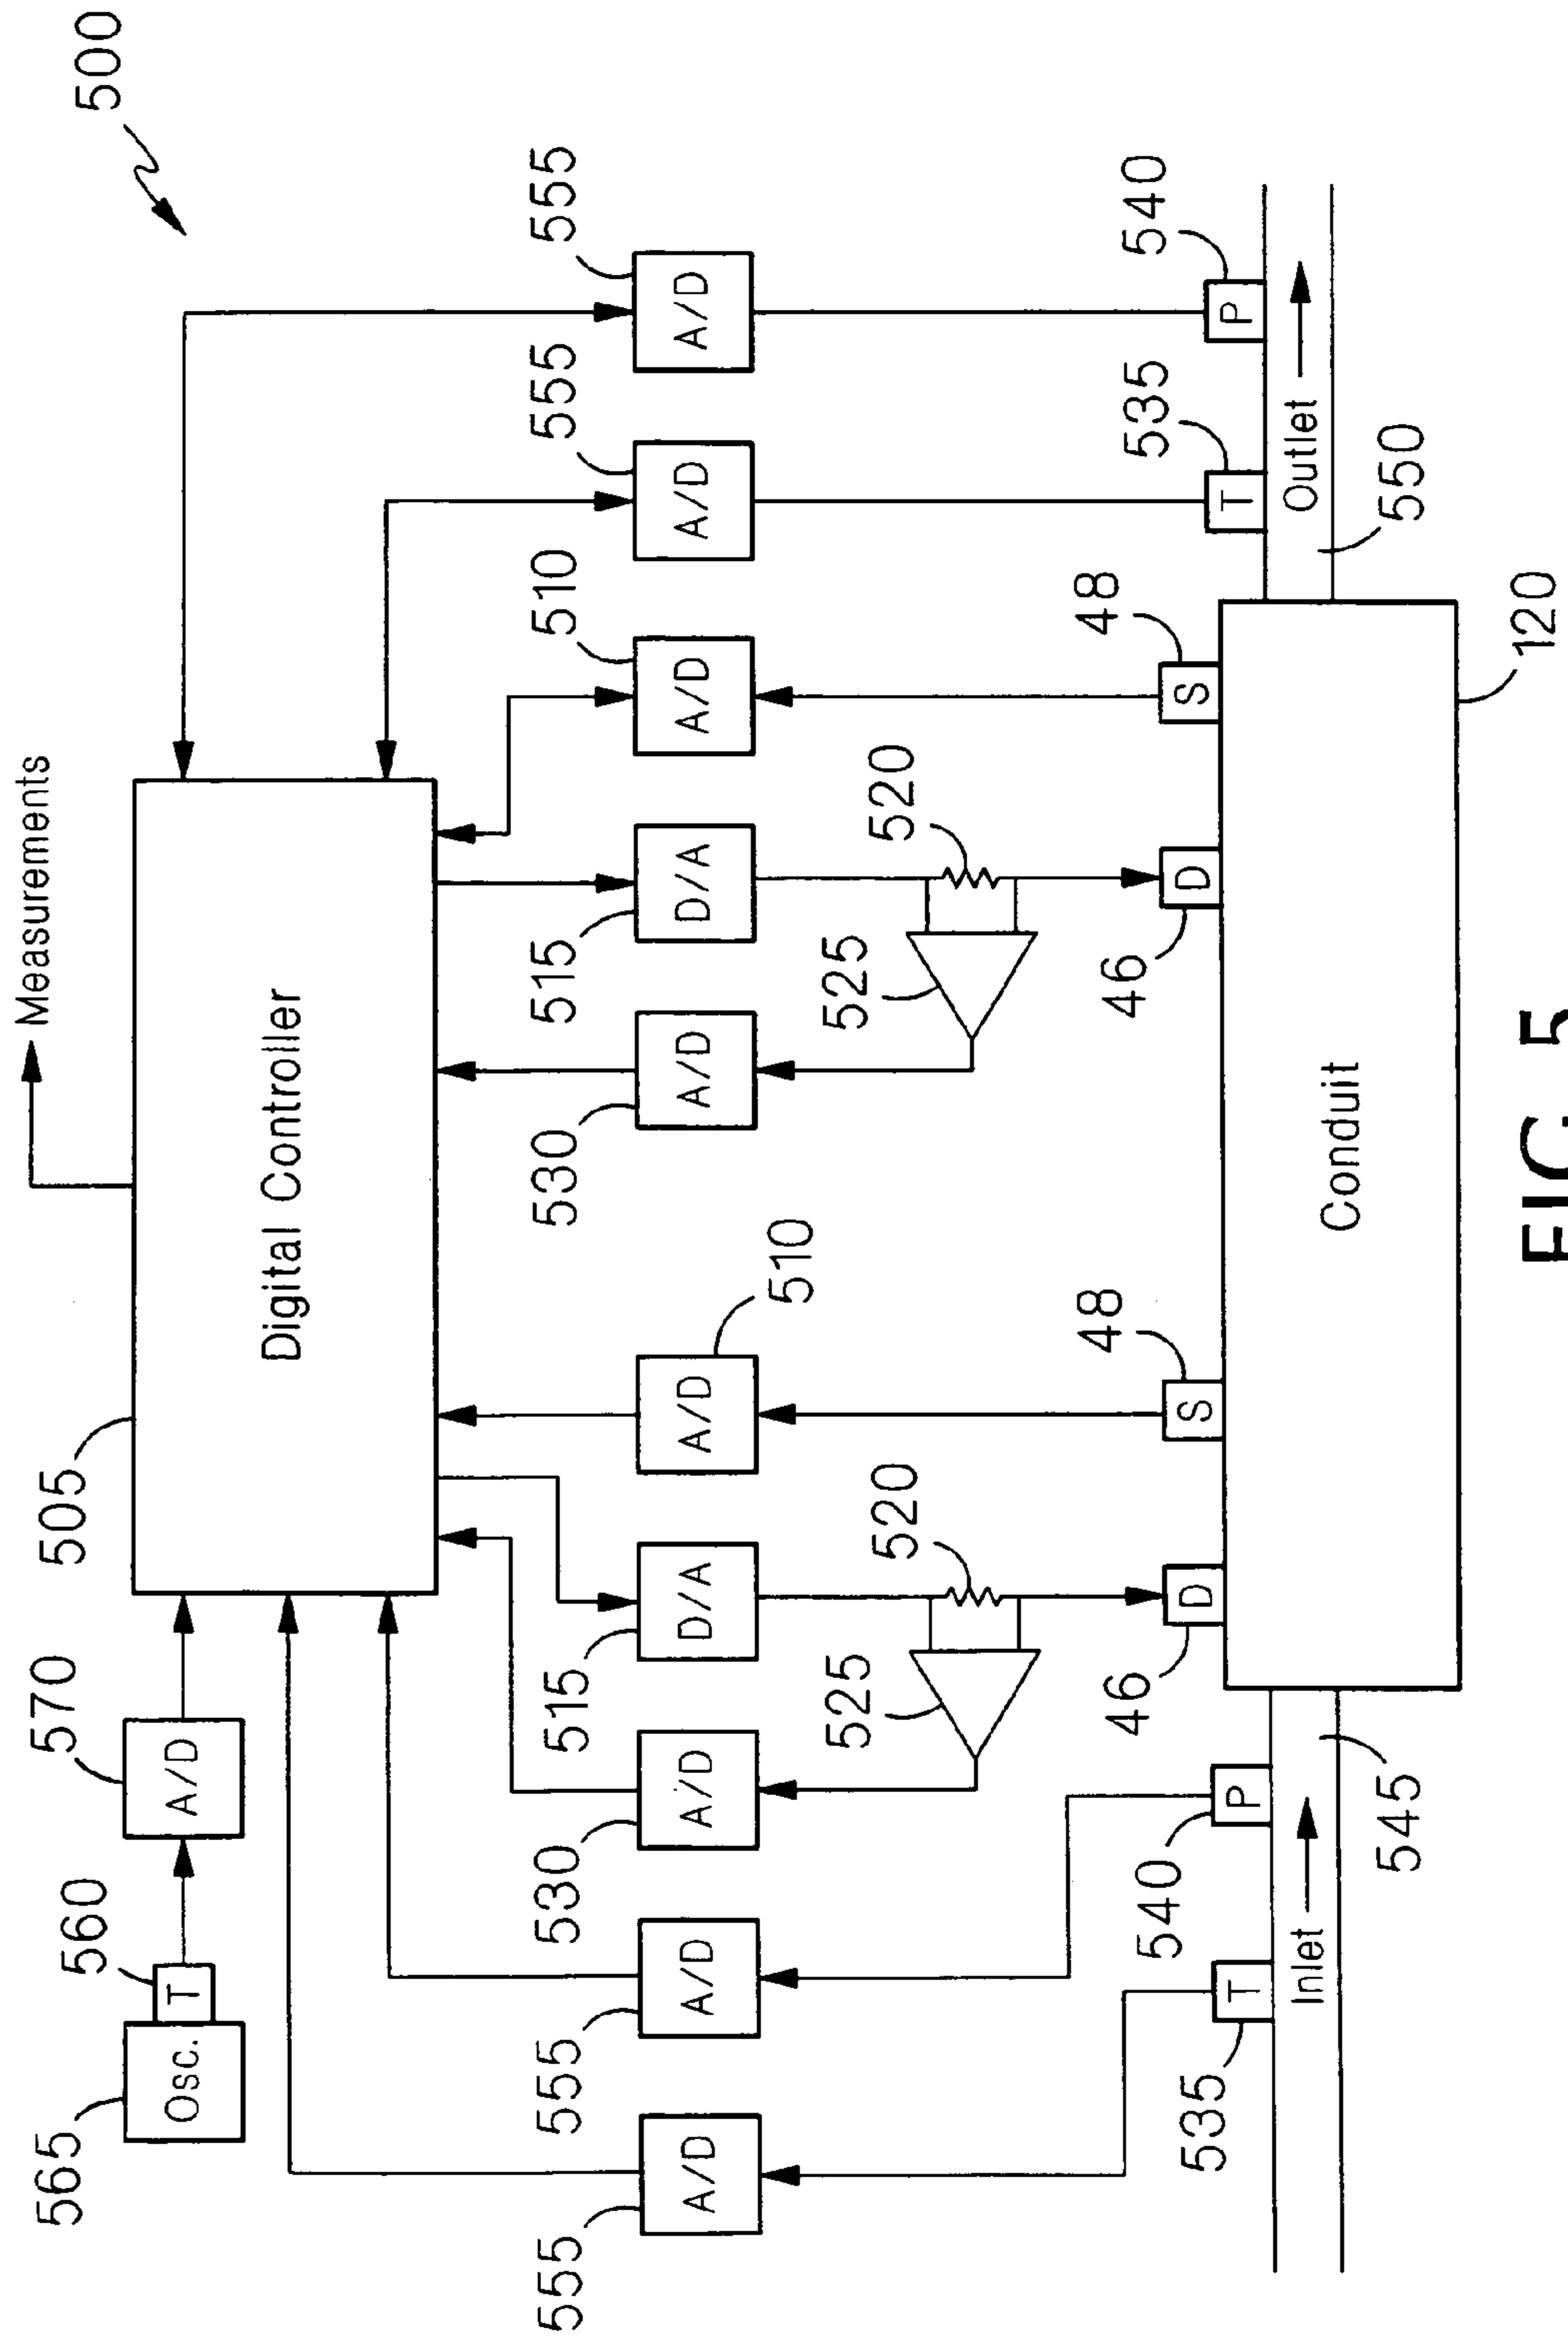 Measurements
500
565
Osc.
560
T
570
A/D
505
Digital Controller
555
A/D
555
A/D
530
A/D
515
D/A
A/D
510
530
A/D
515
D/A
510
A/D
555
A/D
555
A/D
525
520
525
520
535
T
540
P
46
D
48
S
46
D
48
S
T
535
P
540
Inlet
545
Conduit
Outlet
550
120
FIG. 5